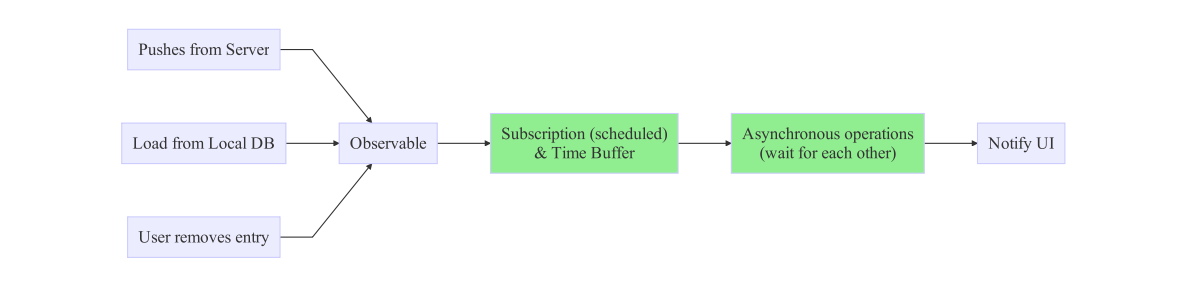 Pushes from Server
Load from Local DB
User removes entry
Observable
Subscription (scheduled)
& Time Buffer
Asynchronous operations
(wait for each other)
Notify UI